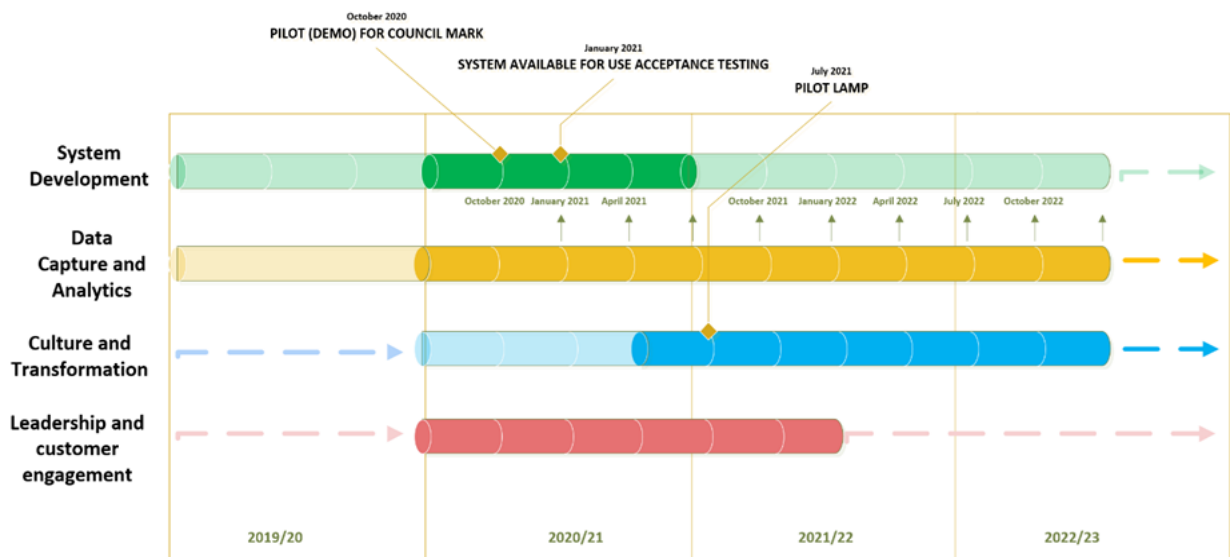 October 2020
PILOT (DEMO) FOR COUNCIL MARK
January 2021
SYSTEM AVAILABLE FOR USE ACCEPTANCE TESTING
July 2021
PILOT LAMP
System
Development
October 2020
January 2021
April 2021
October 2021
January 2022
April 2022
July 2022
October 2022
Data
Capture and
Analytics
Culture and
Transformation
Leadership and
customer
engagement
2019/20
2020/21
2021/22
2022/23